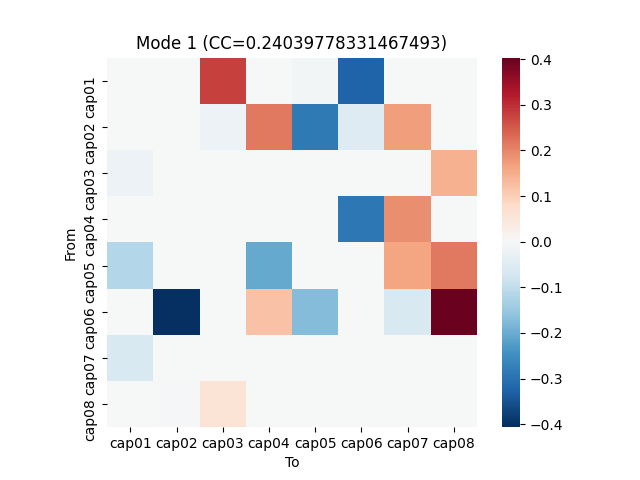 Mode 1 (CC=0.24039778331467493)
From
cap01
cap02
cap03
cap04
cap05
cap06
cap07
cap08
cap01 cap02 cap03 cap04 cap05 cap06 cap07 cap08
To
0.4
0.3
0.2
0.1
0.0
−0.1
−0.2
−0.3
−0.4